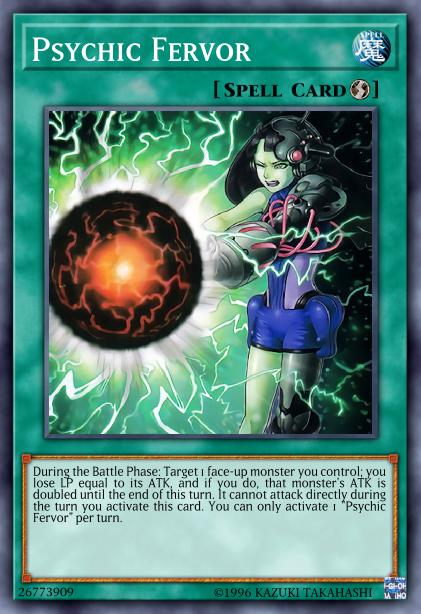 Psychic Fervor
SPELL
魔
[Spell Card]
During the Battle Phase: Target 1 face-up monster you control; you
lose LP equal to its ATK, and if you do, that monster's ATK is
doubled until the end of this turn. It cannot attack directly during
the turn you activate this card. You can only activate 1 "Psychic
Fervor" per turn.
26773909
©1996 KAZUKI TAKAHASHI